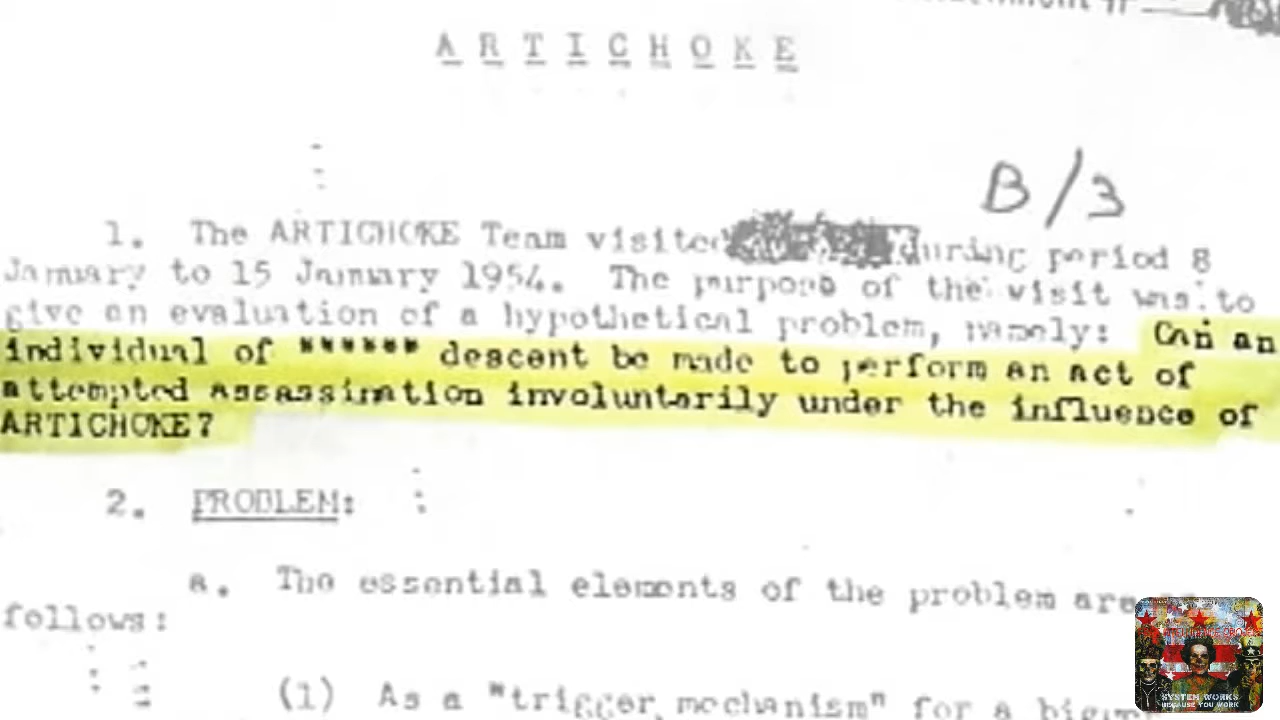 ARTICHOKE
B/3
1. The ARTICHOKE Team visited during period 8
January to 15 January 1954. The purpose of the visit was to
give an evaluation of a hypothetical problem, namely: Can an
individual of ****** descent be made to perform an act of
attempted assassination involuntarily under the influence of
ARTICHOKE?
2. PROBLEM:
a. The essential elements of the problem are as
follows:
(1) As a "trigger mechanism" for a bigger
SYSTEM WORKS
BECAUSE YOU WORK